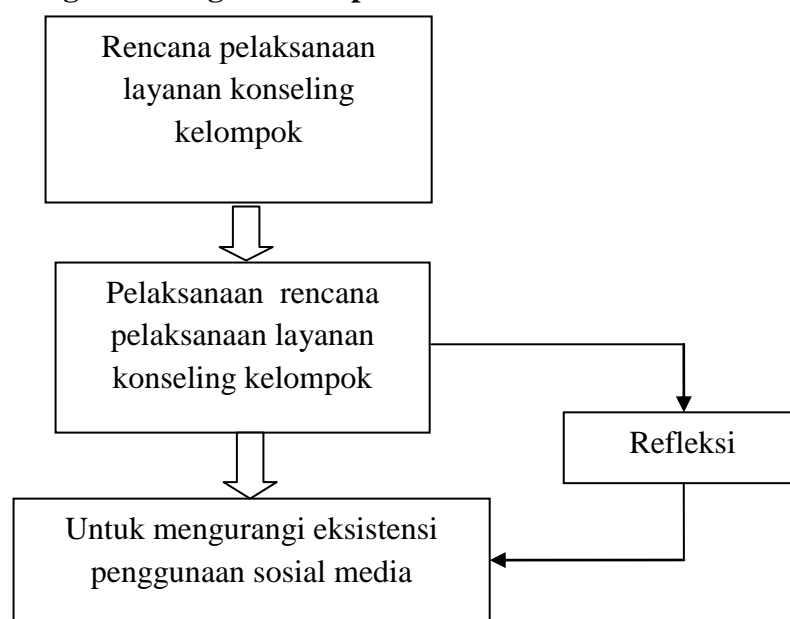 Rencana pelaksanaan
layanan konseling
kelompok
Pelaksanaan rencana
pelaksanaan layanan
konseling kelompok
Refleksi
Untuk mengurangi eksistensi
penggunaan sosial media